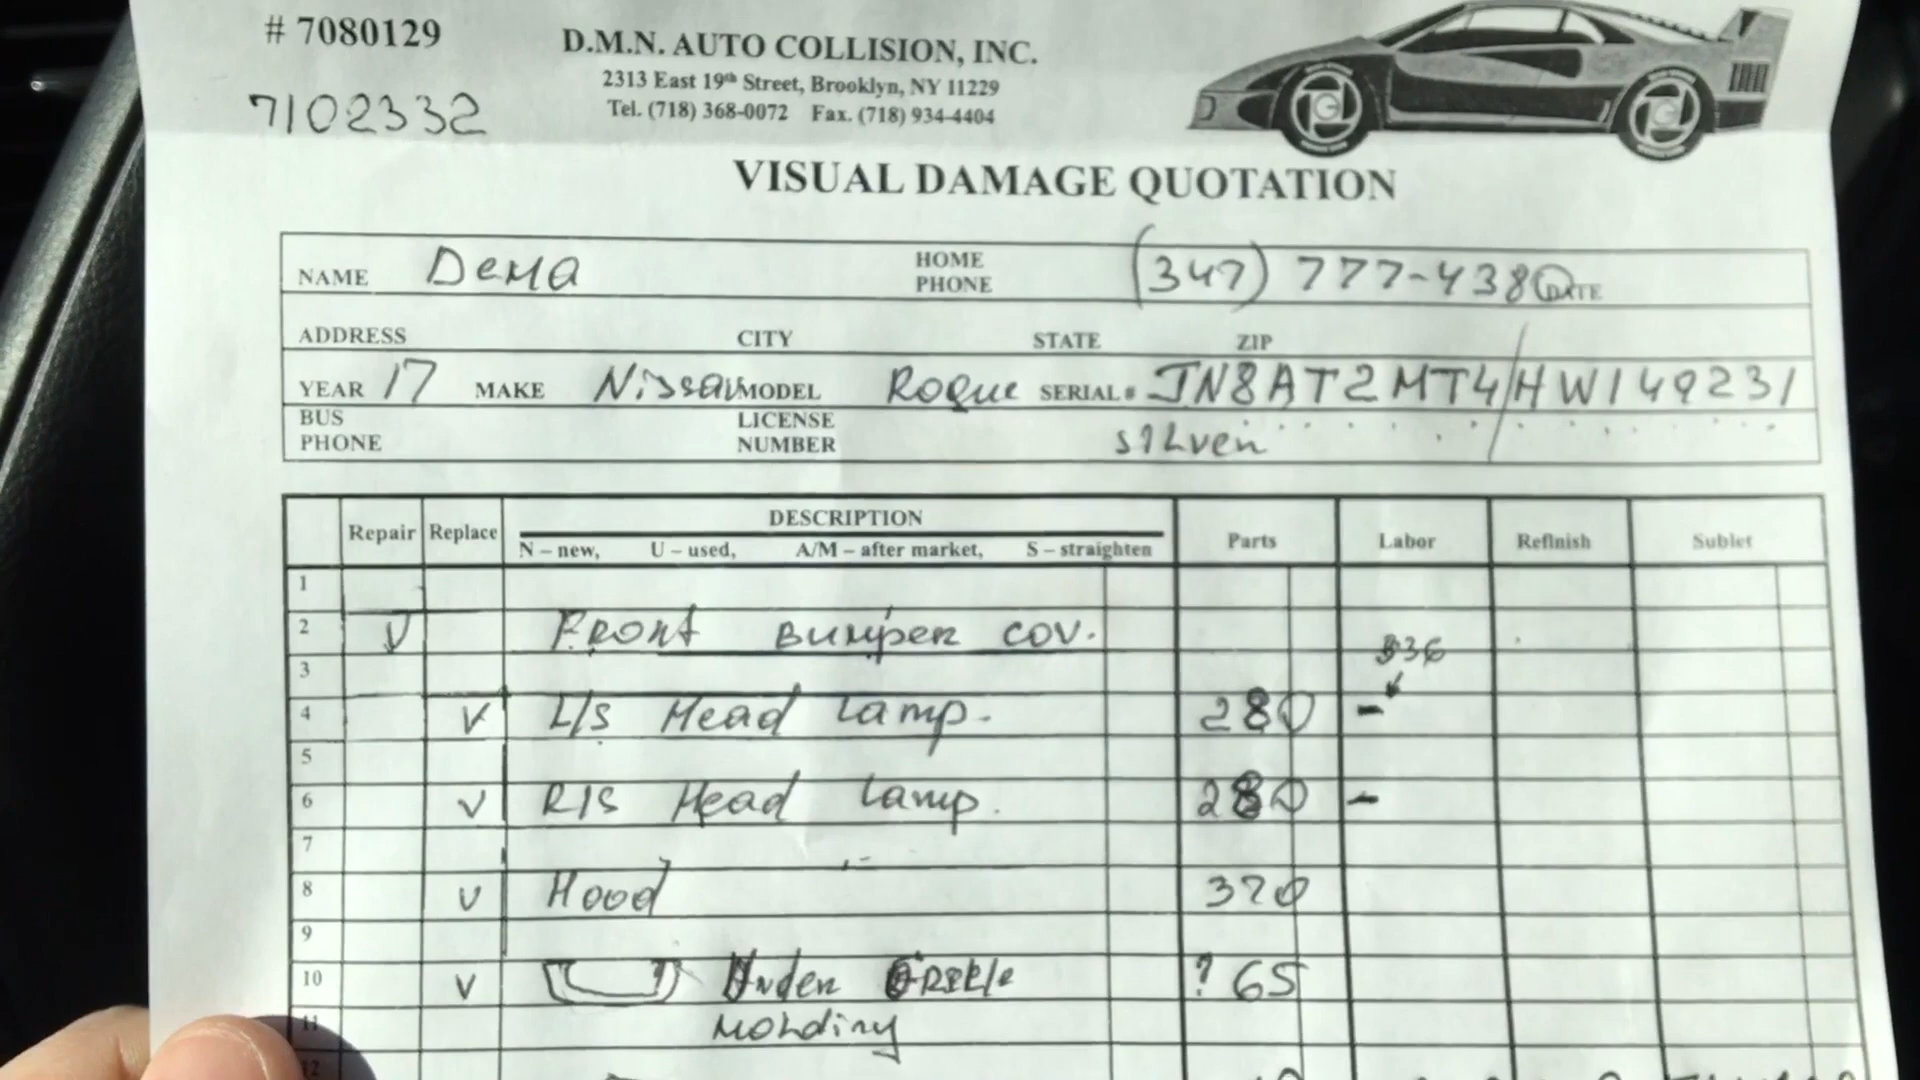 # 7080129
7102332
D.M.N. AUTO COLLISION, INC.
2313 East 19th Street, Brooklyn, NY 11229
Tel. (718) 368-0072 Fax. (718) 934-4404
VISUAL DAMAGE QUOTATION
NAME Dema HOME PHONE (347) 777-4380 DATE
ADDRESS CITY STATE ZIP
YEAR 17 MAKE Nissan MODEL Roque SERIAL # JN8AT2MT4/HW149231
BUS PHONE LICENSE NUMBER silver
Repair Replace DESCRIPTION Parts Labor Refinish Sublet
N – new, U – used, A/M – after market, S – straighten
1
2 V Front Bumper cov.
3 $36
4 V L/S Head Lamp. 280 -
5
6 V R/S Head Lamp. 280 -
7
8 V Hood 370
9
10 V Under Grille ? 65
11 Molding
12